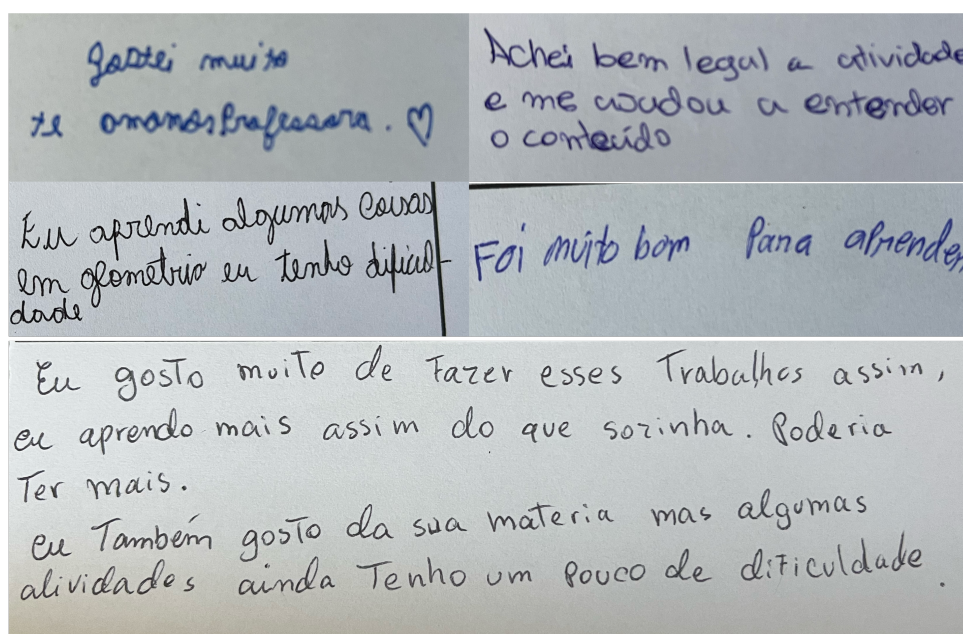 Gostei muito
te amamos Professora. ♡
Achei bem legal a atividade
e me ajudou a entender
o conteúdo
Eu aprendi algumas coisas
em geometria eu tenho dificul-
dade
Foi muito bom Para aprender
Eu gosto muito de fazer esses Trabalhos assim,
eu aprendo mais assim do que sozinha. Poderia
Ter mais.
eu Também gosto da sua materia mas algumas
atividades ainda Tenho um Pouco de dificuldade.